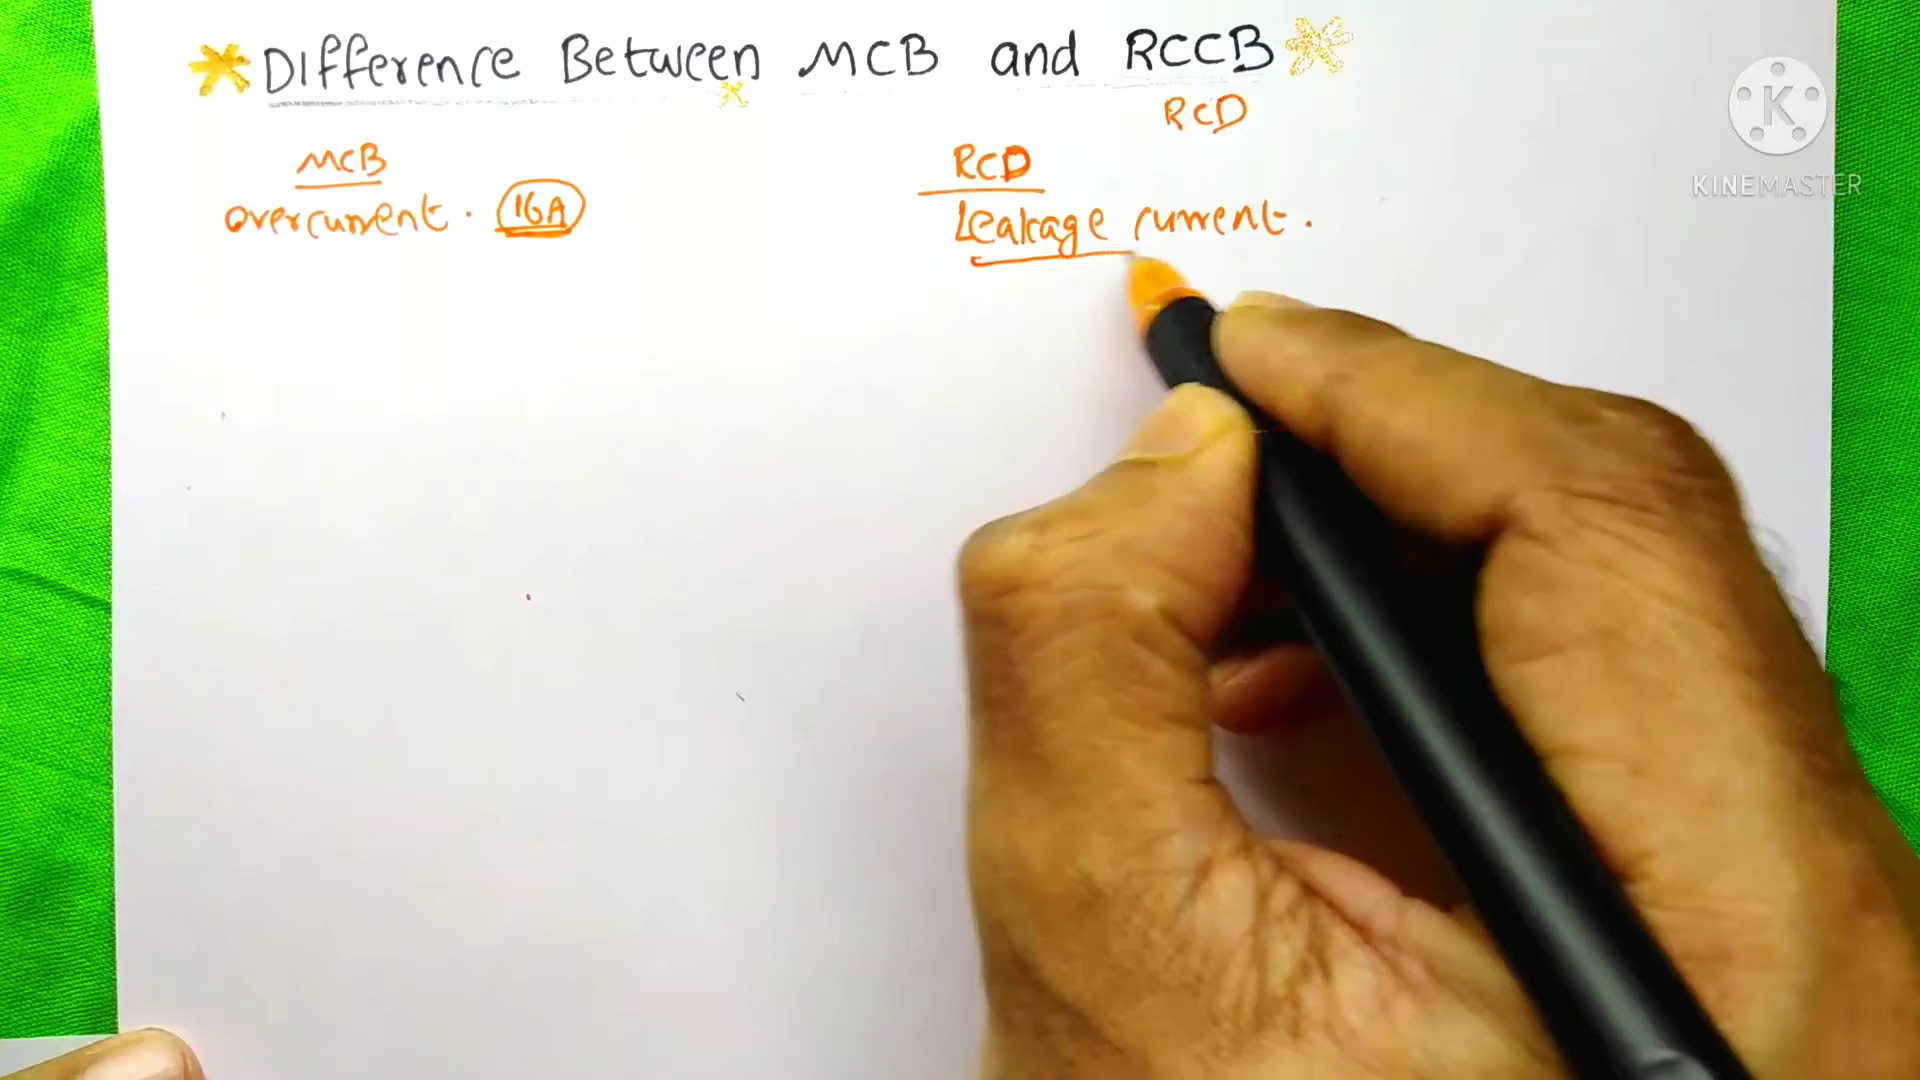 Difference Between MCB and RCCB
RCD
MCB
overcurrent. 16A
RCD
Leakage current.
K
KINEMASTER